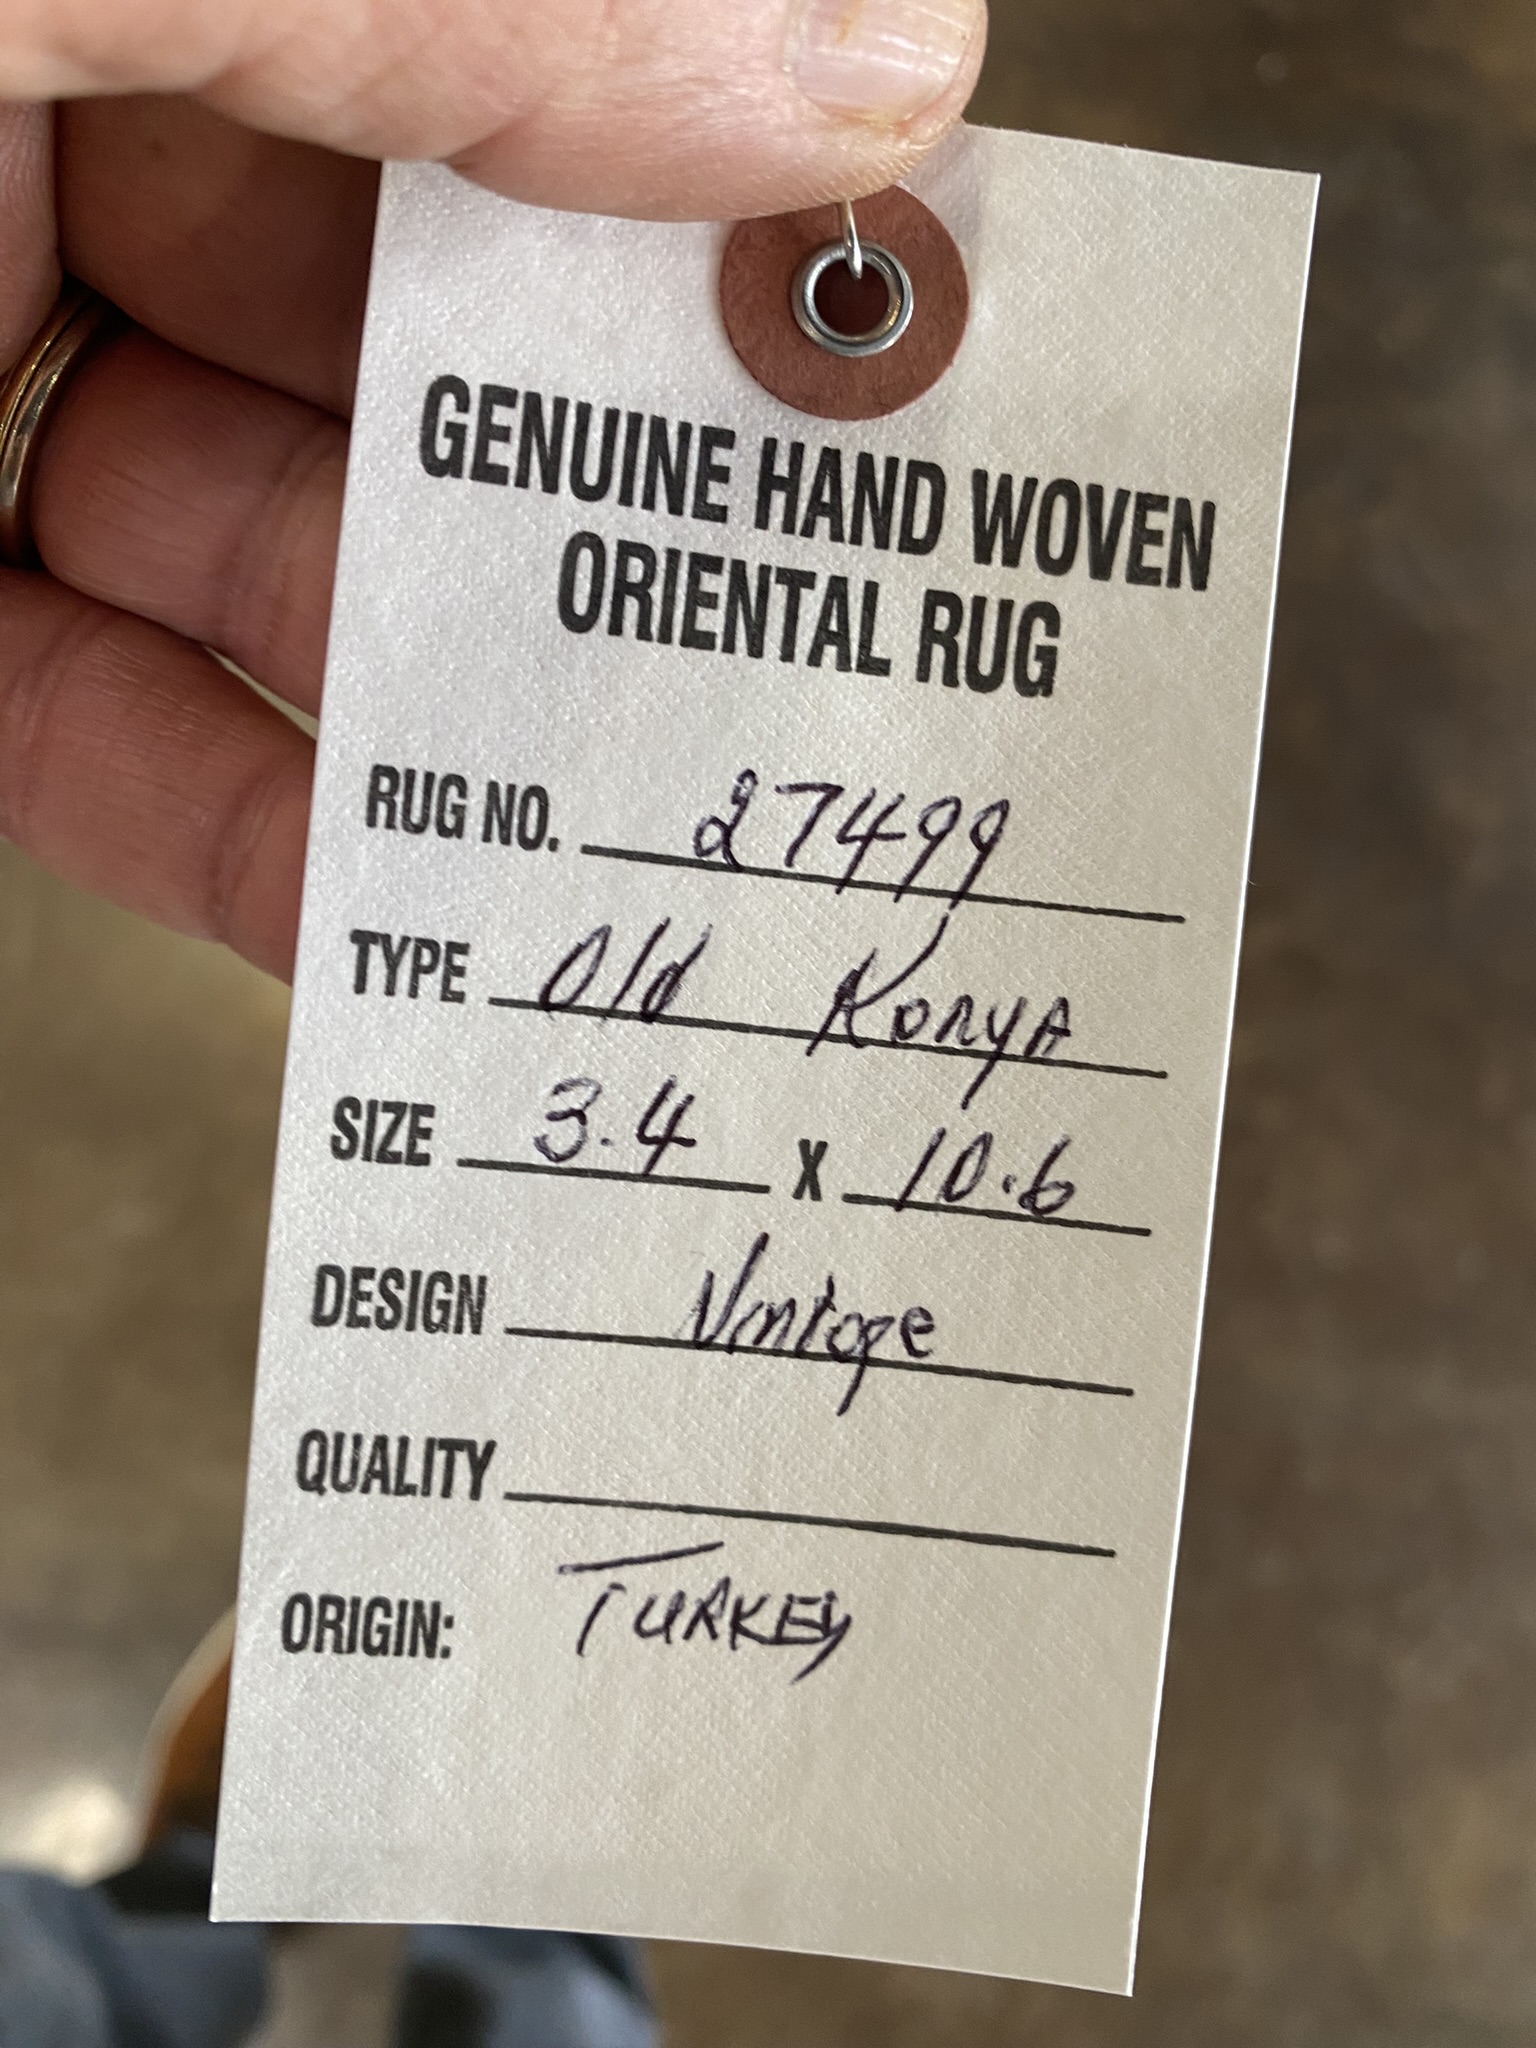 GENUINE HAND WOVEN
ORIENTAL RUG
RUG NO. 27499
TYPE Old Konya
SIZE 3.4 X 10.6
DESIGN Vintage
QUALITY
ORIGIN: TURKEY